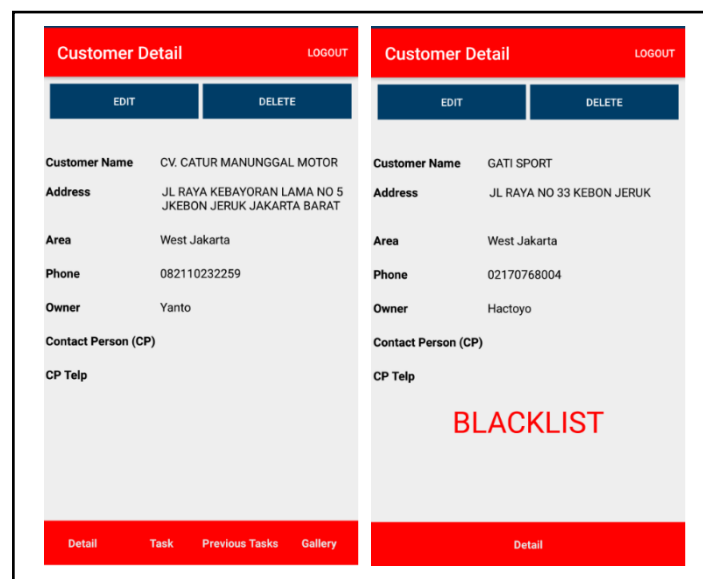 Customer Detail LOGOUT
EDIT DELETE
Customer Name CV. CATUR MANUNGGAL MOTOR
Address JL RAYA KEBAYORAN LAMA NO 5
JKEBON JERUK JAKARTA BARAT
Area West Jakarta
Phone 082110232259
Owner Yanto
Contact Person (CP)
CP Telp
Detail Task Previous Tasks Gallery
Customer Detail LOGOUT
EDIT DELETE
Customer Name GATI SPORT
Address JL RAYA NO 33 KEBON JERUK
Area West Jakarta
Phone 02170768004
Owner Hactoyo
Contact Person (CP)
CP Telp
BLACKLIST
Detail